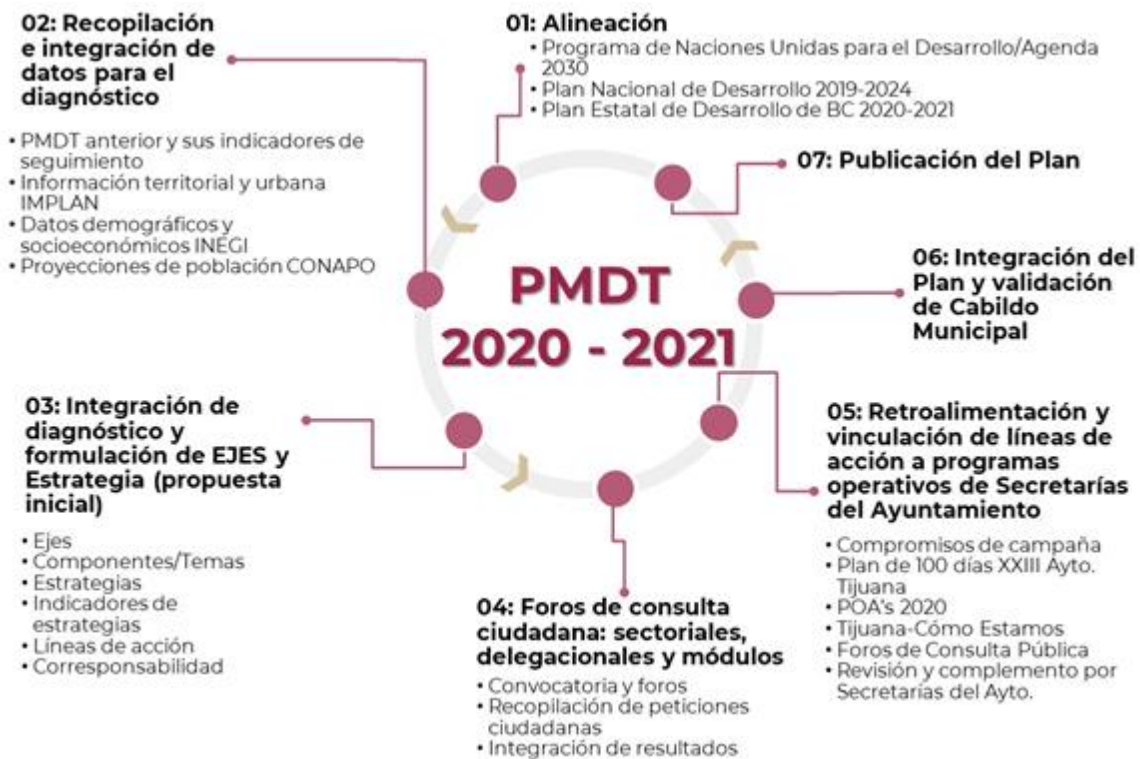 PMDT
2020 - 2021
01: Alineación
• Programa de Naciones Unidas para el Desarrollo/Agenda
2030
• Plan Nacional de Desarrollo 2019-2024
• Plan Estatal de Desarrollo de BC 2020-2021
02: Recopilación
e integración de
datos para el
diagnóstico
• PMDT anterior y sus indicadores de
seguimiento
• Información territorial y urbana
IMPLAN
• Datos demográficos y
socioeconómicos INEGI
• Proyecciones de población CONAPO
03: Integración de
diagnóstico y
formulación de EJES y
Estrategia (propuesta
inicial)
• Ejes
• Componentes/Temas
• Estrategias
• Indicadores de
estrategias
• Líneas de acción
• Corresponsabilidad
04: Foros de consulta
ciudadana: sectoriales,
delegacionales y módulos
• Convocatoria y foros
• Recopilación de peticiones
ciudadanas
• Integración de resultados
05: Retroalimentación y
vinculación de líneas de
acción a programas
operativos de Secretarías
del Ayuntamiento
• Compromisos de campaña
• Plan de 100 días XXIII Ayto.
Tijuana
• POA's 2020
• Tijuana-Cómo Estamos
• Foros de Consulta Pública
• Revisión y complemento por
Secretarías del Ayto.
06: Integración del
Plan y validación
de Cabildo
Municipal
07: Publicación del Plan